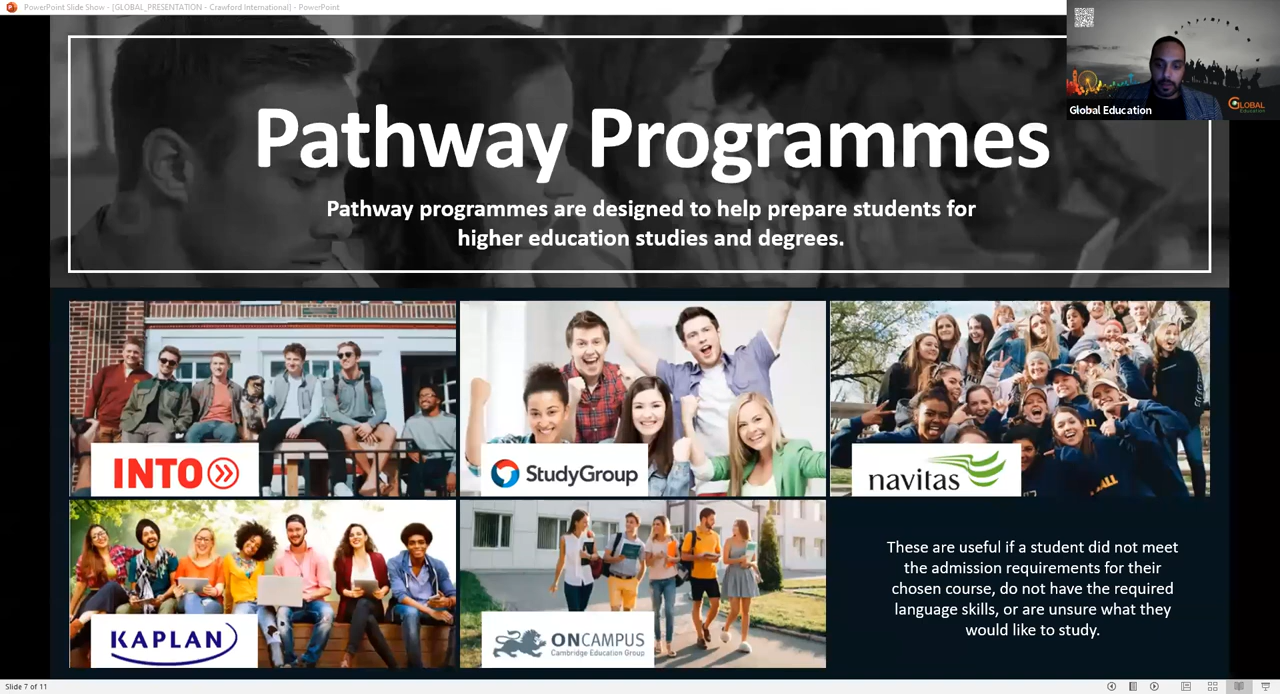 PowerPoint Slide Show - [GLOBAL_PRESENTATION - Crawford International] - PowerPoint
Global Education
GLOBAL
Education
Pathway Programmes
Pathway programmes are designed to help prepare students for
higher education studies and degrees.
INTO
StudyGroup
navitas
KAPLAN
ONCAMPUS
Cambridge Education Group
These are useful if a student did not meet
the admission requirements for their
chosen course, do not have the required
language skills, or are unsure what they
would like to study.
Slide 7 of 11